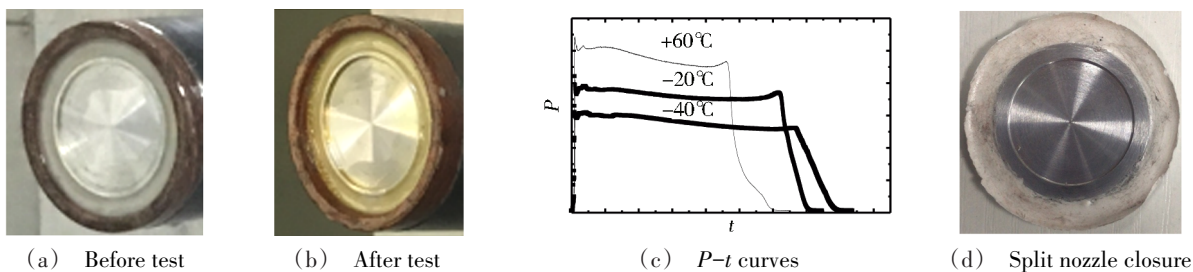 +60℃
−20℃
−40℃
P
t
(a) Before test
(b) After test
(c) P−t curves
(d) Split nozzle closure